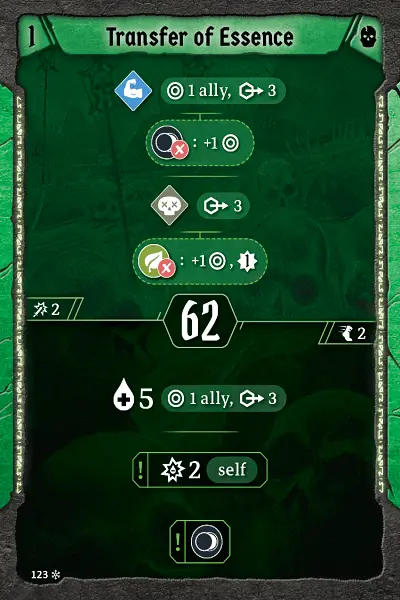 1 Transfer of Essence
1 ally, 3
x : +1
3
x : +1 , 1
2
62
2
5 1 ally, 3
! 2 self
!
123